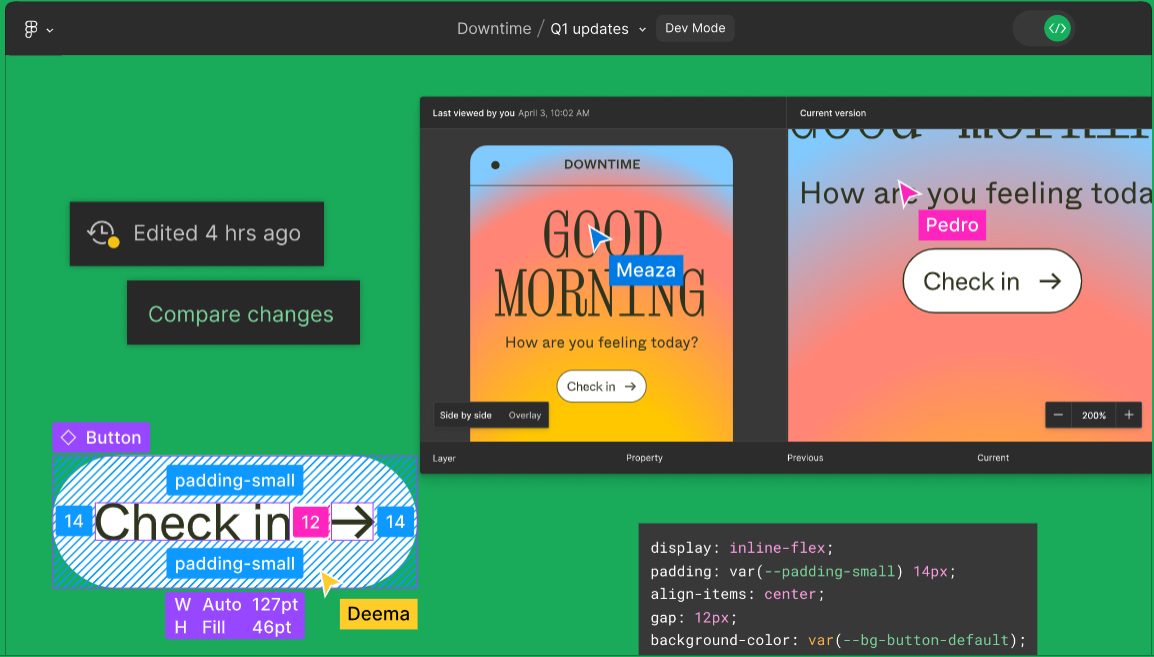 Downtime / Q1 updates Dev Mode
</>
Last viewed by you April 3, 10:02 AM
Current version
DOWNTIME
GOOD
MORNING
How are you feeling today?
Check in →
Meaza
Side by side Overlay
How are you feeling toda
Pedro
Check in →
− 200% +
Layer Property Previous Current
Edited 4 hrs ago
Compare changes
Button
padding-small
14 Check in 12 → 14
padding-small
W Auto 127pt
H Fill 46pt
Deema
display: inline-flex;
padding: var(--padding-small) 14px;
align-items: center;
gap: 12px;
background-color: var(--bg-button-default);